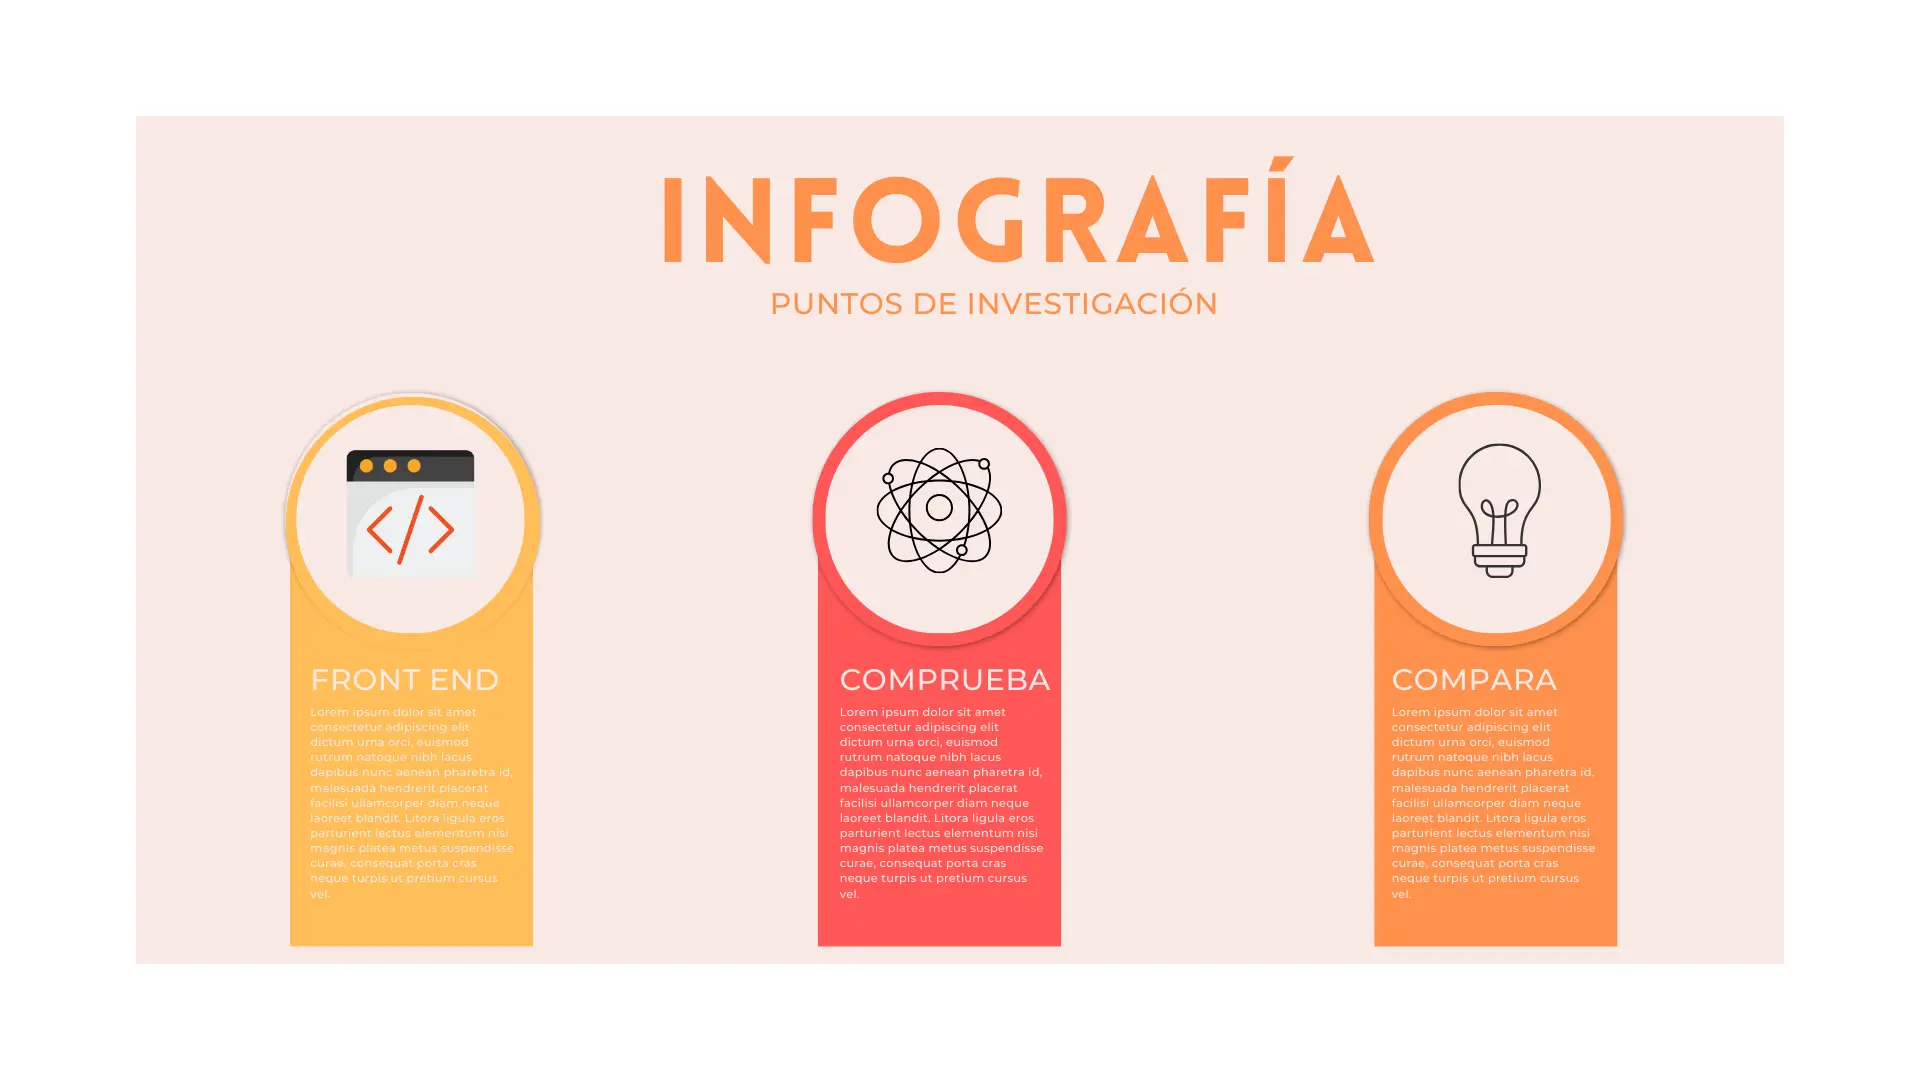 INFOGRAFÍA
PUNTOS DE INVESTIGACIÓN
FRONT END
Lorem ipsum dolor sit amet
consectetur adipiscing elit
dictum urna orci, euismod
rutrum natoque nibh lacus
dapibus nunc aenean pharetra id,
malesuada hendrerit placerat
facilisi ullamcorper diam neque
laoreet blandit. Litora ligula eros
parturient lectus elementum nisi
magnis platea metus suspendisse
curae, consequat porta cras
neque turpis ut pretium cursus
vel.
COMPRUEBA
Lorem ipsum dolor sit amet
consectetur adipiscing elit
dictum urna orci, euismod
rutrum natoque nibh lacus
dapibus nunc aenean pharetra id,
malesuada hendrerit placerat
facilisi ullamcorper diam neque
laoreet blandit. Litora ligula eros
parturient lectus elementum nisi
magnis platea metus suspendisse
curae, consequat porta cras
neque turpis ut pretium cursus
vel.
COMPARA
Lorem ipsum dolor sit amet
consectetur adipiscing elit
dictum urna orci, euismod
rutrum natoque nibh lacus
dapibus nunc aenean pharetra id,
malesuada hendrerit placerat
facilisi ullamcorper diam neque
laoreet blandit. Litora ligula eros
parturient lectus elementum nisi
magnis platea metus suspendisse
curae, consequat porta cras
neque turpis ut pretium cursus
vel.